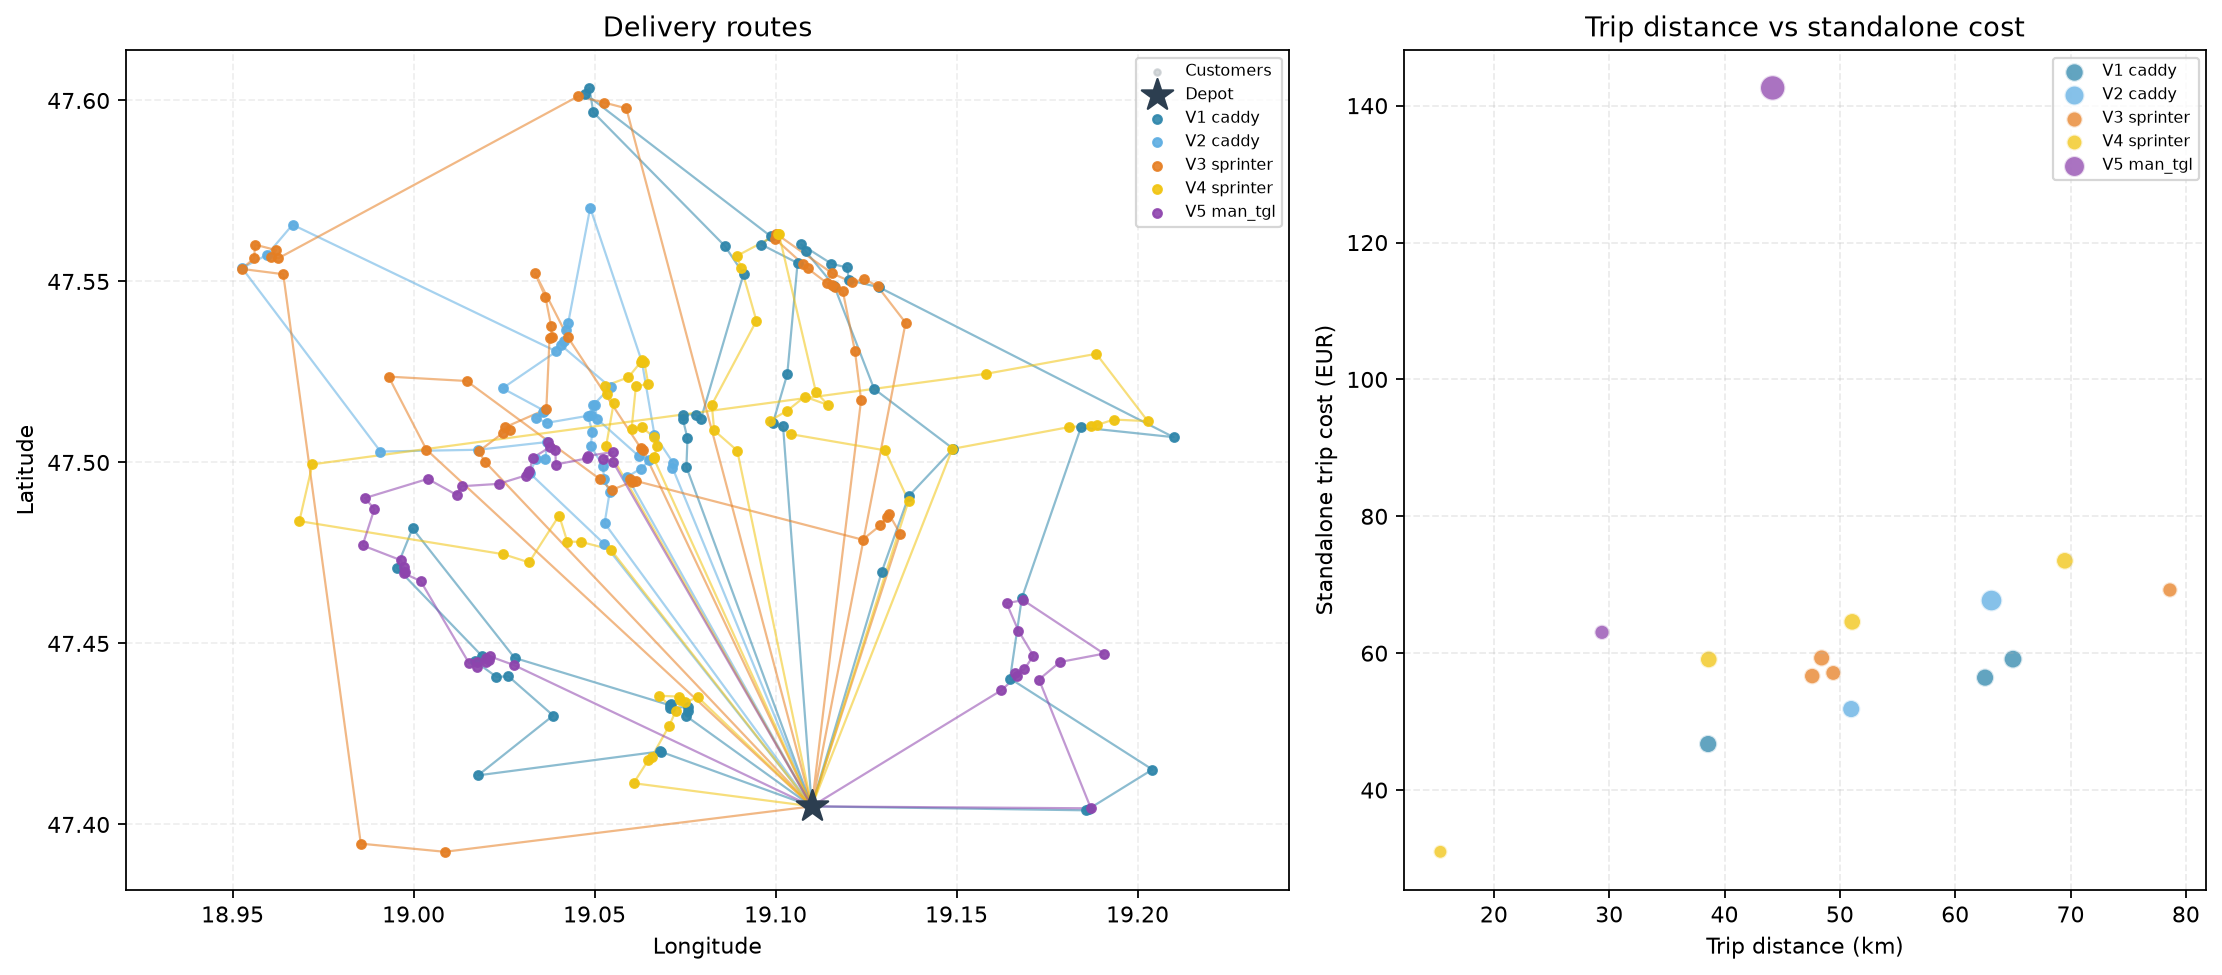 Delivery routes
Customers
Depot
V1 caddy
V2 caddy
V3 sprinter
V4 sprinter
V5 man_tgl
47.60
47.55
47.50
47.45
47.40
Latitude
18.95
19.00
19.05
19.10
19.15
19.20
Longitude
Trip distance vs standalone cost
V1 caddy
V2 caddy
V3 sprinter
V4 sprinter
V5 man_tgl
140
120
100
80
60
40
Standalone trip cost (EUR)
20
30
40
50
60
70
80
Trip distance (km)